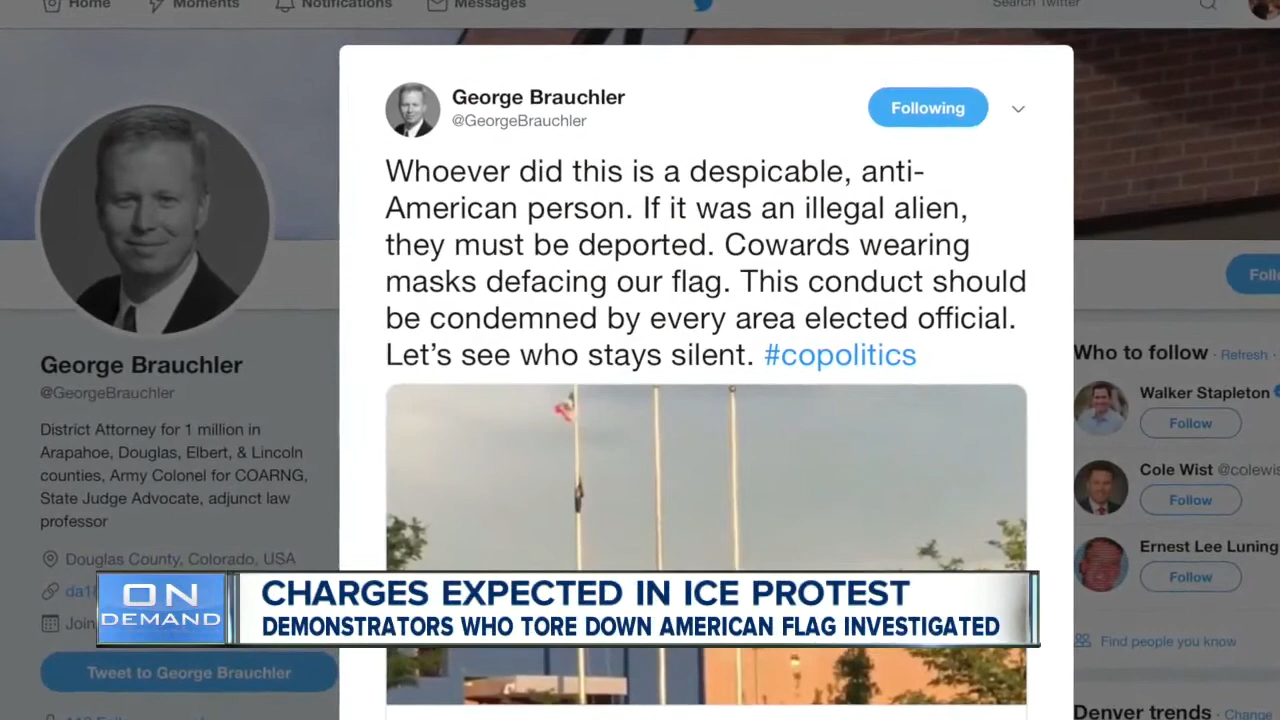 Home
Moments
Notifications
Messages
Search Twitter
George Brauchler
@GeorgeBrauchler
Following
Whoever did this is a despicable, anti-
American person. If it was an illegal alien,
they must be deported. Cowards wearing
masks defacing our flag. This conduct should
be condemned by every area elected official.
Let's see who stays silent. #copolitics
George Brauchler
@GeorgeBrauchler
District Attorney for 1 million in
Arapahoe, Douglas, Elbert, & Lincoln
counties, Army Colonel for COARNG,
State Judge Advocate, adjunct law
professor
Douglas County, Colorado, USA
Tweet to George Brauchler
Who to follow · Refresh ·
Walker Stapleton
Follow
Cole Wist @colewis
Follow
Ernest Lee Luning
Follow
Find people you know
Denver trends · Change
ON
DEMAND
CHARGES EXPECTED IN ICE PROTEST
DEMONSTRATORS WHO TORE DOWN AMERICAN FLAG INVESTIGATED